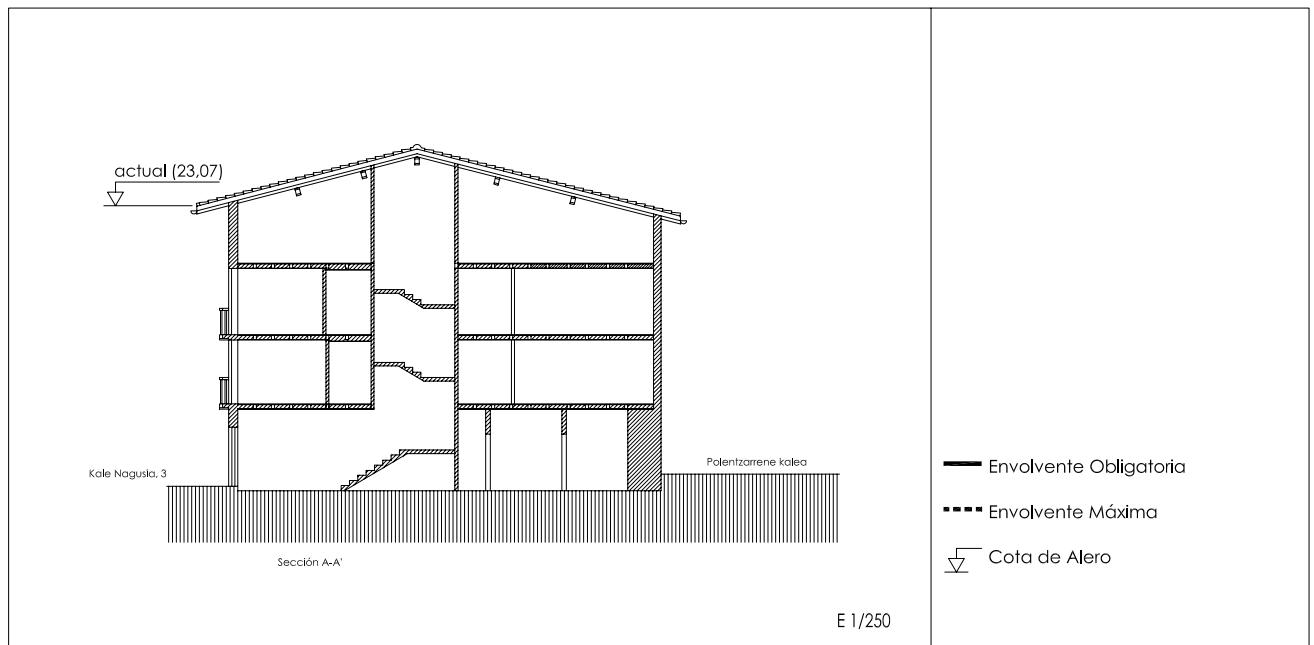 actual (23,07)
Kale Nagusia, 3
Polentzarrene kalea
Sección A-A'
E 1/250
Envolvente Obligatoria
Envolvente Máxima
Cota de Alero